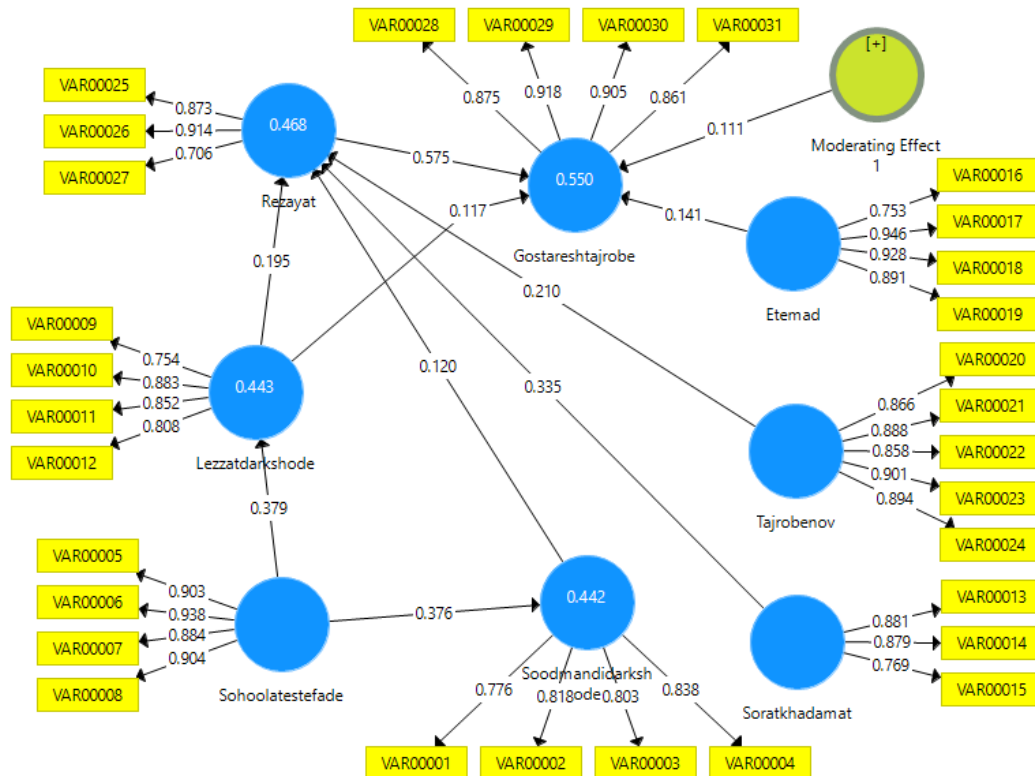 VAR00028
VAR00029
VAR00030
VAR00031
[+]
VAR00025
VAR00026
VAR00027
0.873
0.914
0.706
0.468
Rezayat
0.875
0.918
0.905
0.861
0.575
0.550
Gostareshtajrobe
0.111
Moderating Effect
1
VAR00016
VAR00017
VAR00018
VAR00019
0.753
0.946
0.928
0.891
0.141
Etemad
0.117
0.195
0.210
0.120
0.335
VAR00009
VAR00010
VAR00011
VAR00012
0.754
0.883
0.852
0.808
0.443
Lezzatdarkshode
VAR00020
VAR00021
VAR00022
VAR00023
VAR00024
0.866
0.888
0.858
0.901
0.894
Tajrobenov
0.379
VAR00005
VAR00006
VAR00007
VAR00008
0.903
0.938
0.884
0.904
Sohoolatestefade
0.376
0.442
Soodmandidarksh
ode
0.776
0.818
0.803
0.838
VAR00001
VAR00002
VAR00003
VAR00004
VAR00013
VAR00014
VAR00015
0.881
0.879
0.769
Soratkhadamat